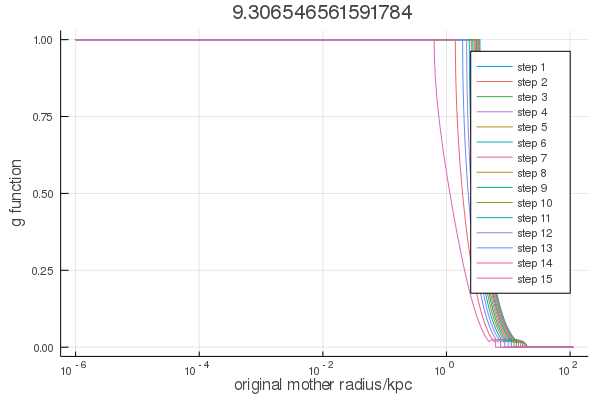 9.306546561591784
g function
1.00
0.75
0.50
0.25
0.00
step 1
step 2
step 3
step 4
step 5
step 6
step 7
step 8
step 9
step 10
step 11
step 12
step 13
step 14
step 15
10⁻⁶ 10⁻⁴ 10⁻² 10⁰ 10²
original mother radius/kpc